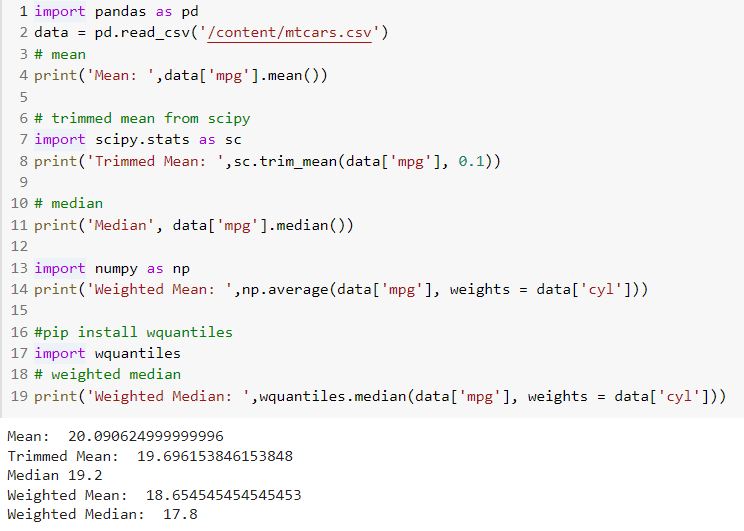 1 import pandas as pd
2 data = pd.read_csv('/content/mtcars.csv')
3 # mean
4 print('Mean: ',data['mpg'].mean())
5
6 # trimmed mean from scipy
7 import scipy.stats as sc
8 print('Trimmed Mean: ',sc.trim_mean(data['mpg'], 0.1))
9
10 # median
11 print('Median', data['mpg'].median())
12
13 import numpy as np
14 print('Weighted Mean: ',np.average(data['mpg'], weights = data['cyl']))
15
16 #pip install wquantiles
17 import wquantiles
18 # weighted median
19 print('Weighted Median: ',wquantiles.median(data['mpg'], weights = data['cyl']))
Mean:  20.090624999999996
Trimmed Mean:  19.696153846153848
Median 19.2
Weighted Mean:  18.654545454545453
Weighted Median:  17.8